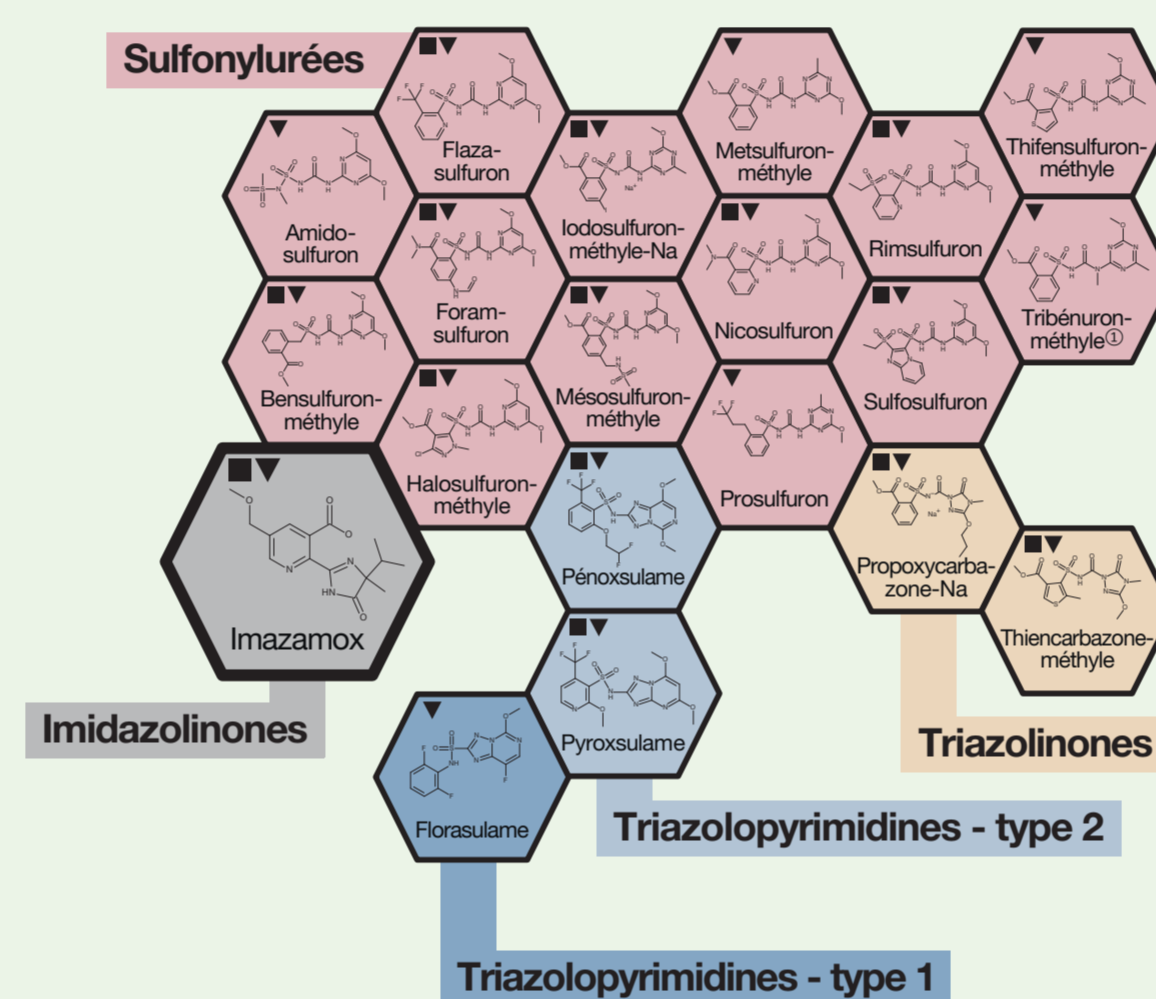 Sulfonylurées
Flaza-
sulfuron
Metsulfuron-
méthyle
Thifensulfuron-
méthyle
Amido-
sulfuron
Iodosulfuron-
méthyle-Na
Rimsulfuron
Foram-
sulfuron
Nicosulfuron
Tribénuron-
méthyle①
Bensulfuron-
méthyle
Mésosulfuron-
méthyle
Sulfosulfuron
Halosulfuron-
méthyle
Prosulfuron
Imazamox
Pénoxsulame
Propoxycarba-
zone-Na
Thiencarbazone-
méthyle
Imidazolinones
Pyroxsulame
Triazolinones
Florasulame
Triazolopyrimidines - type 2
Triazolopyrimidines - type 1